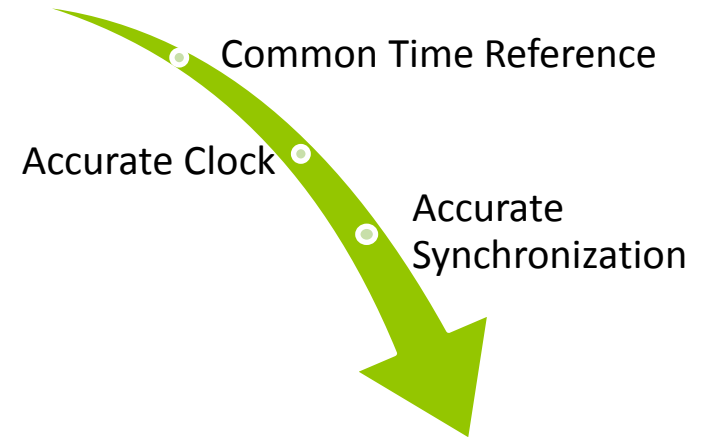 Common Time Reference
Accurate Clock
Accurate
Synchronization